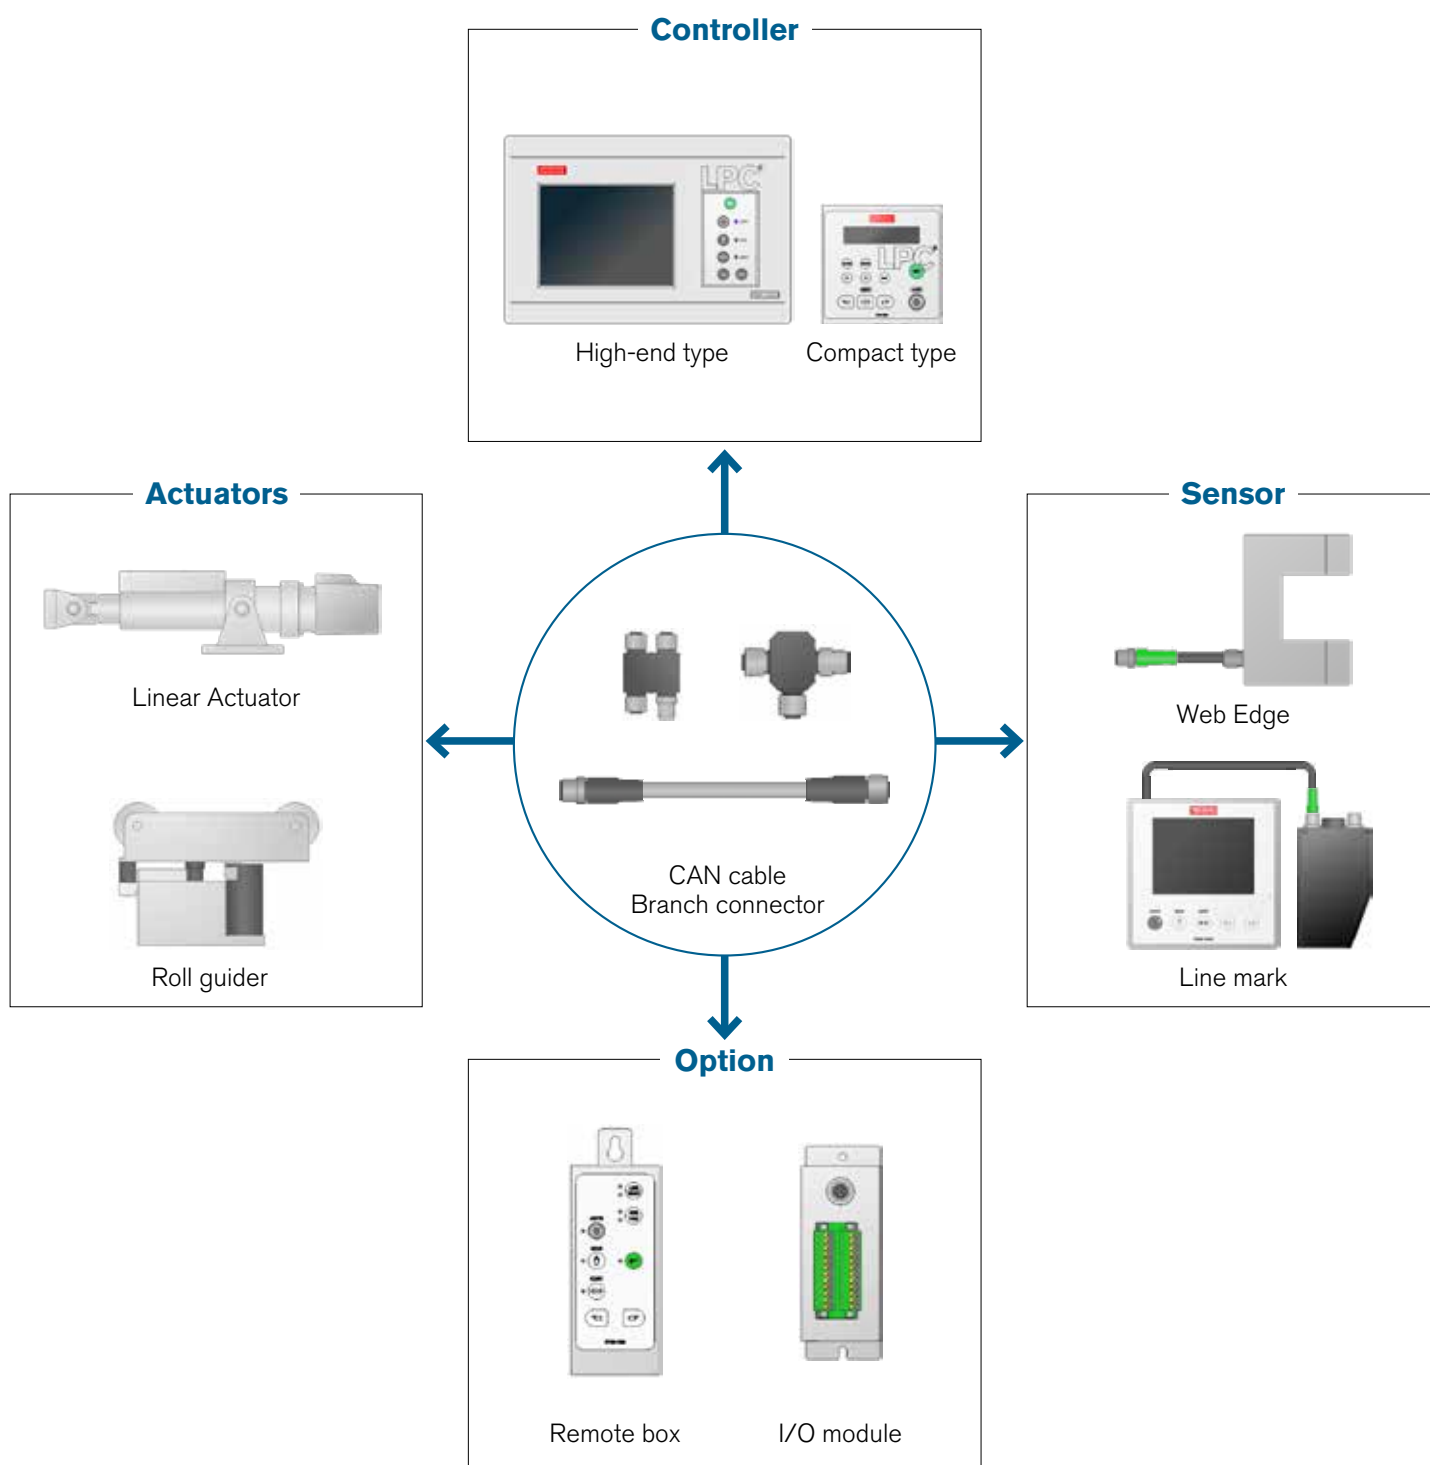 Controller
LPC
LPC
High-end type
Compact type
Actuators
Linear Actuator
Roll guider
Sensor
Web Edge
Line mark
CAN cable
Branch connector
Option
Remote box
I/O module